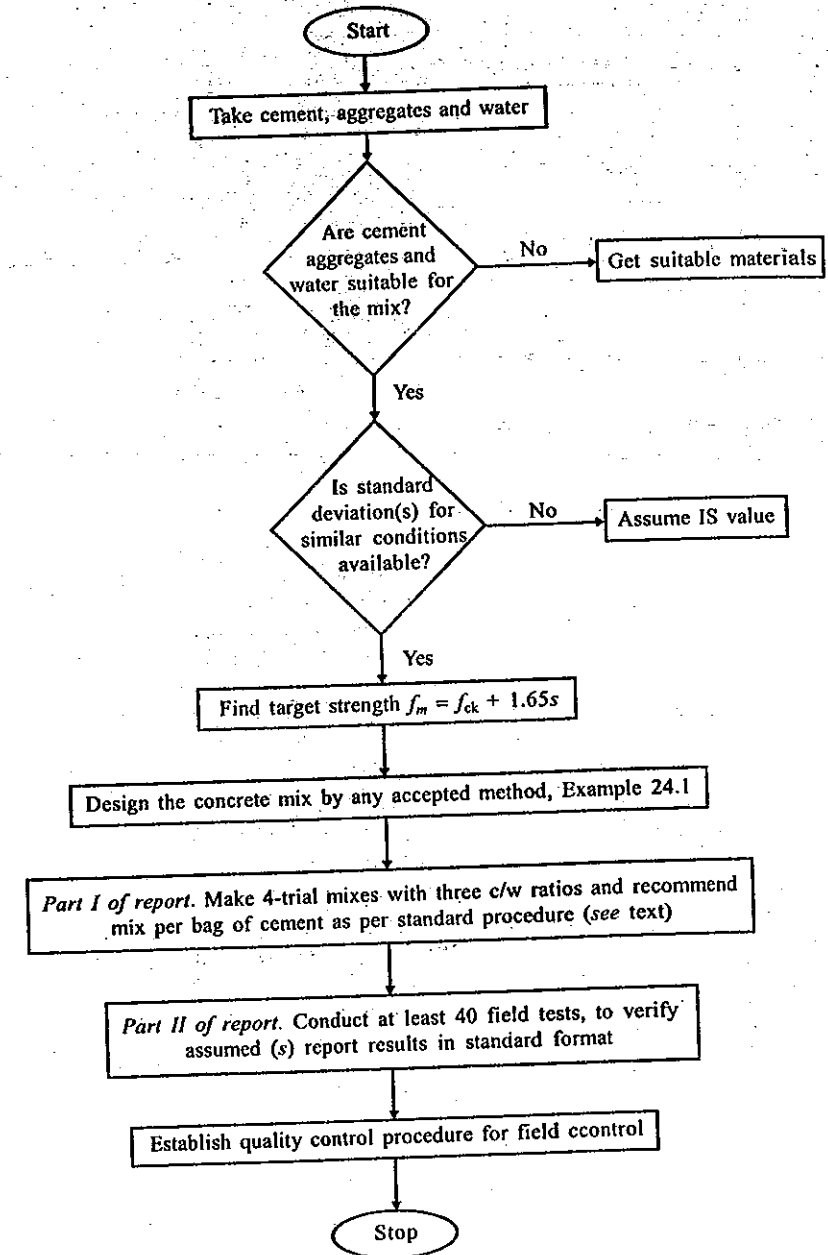 Start
Take cement, aggregates and water
Are cement
aggregates and
water suitable for
the mix?
No
Get suitable materials
Yes
Is standard
deviation(s) for
similar conditions
available?
No
Assume IS value
Yes
Find target strength fm = fck + 1.65s
Design the concrete mix by any accepted method, Example 24.1
Part I of report. Make 4-trial mixes with three c/w ratios and recommend
mix per bag of cement as per standard procedure (see text)
Part II of report. Conduct at least 40 field tests, to verify
assumed (s) report results in standard format
Establish quality control procedure for field ccontrol
Stop